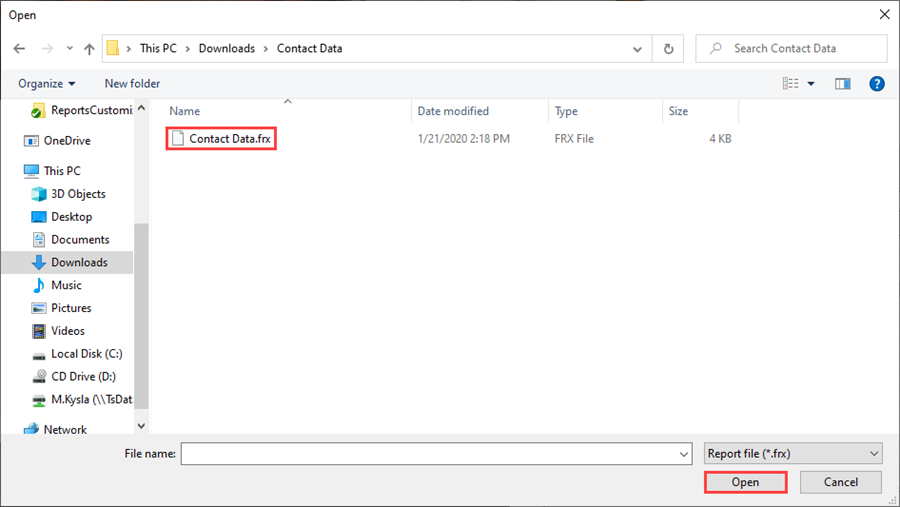 Open
This PC > Downloads > Contact Data
Search Contact Data
Organize
New folder
Name
Date modified
Type
Size
Contact Data.frx
1/21/2020 2:18 PM
FRX File
4 KB
ReportsCustomi
OneDrive
This PC
3D Objects
Desktop
Documents
Downloads
Music
Pictures
Videos
Local Disk (C:)
CD Drive (D:)
M.Kysla (\\TsDat
Network
File name:
Report file (*.frx)
Open
Cancel